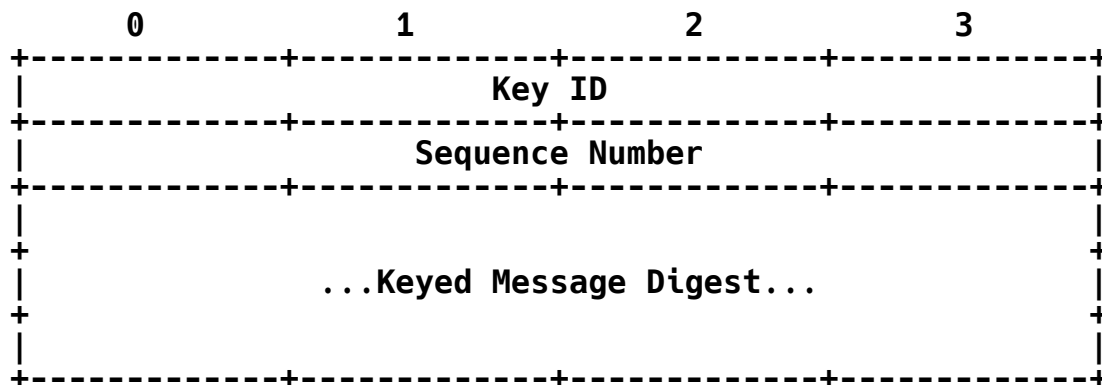 0             1              2             3
+-------------+-------------+-------------+-------------+
|                        Key ID                         |
+-------------+-------------+-------------+-------------+
|                    Sequence Number                    |
+-------------+-------------+-------------+-------------+
|                                                       |
+                                                       +
|               ...Keyed Message Digest...              |
+                                                       +
|                                                       |
+-------------+-------------+-------------+-------------+